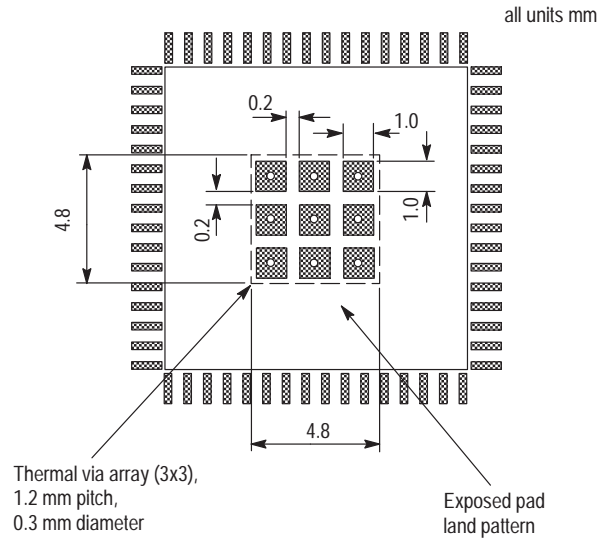 all units mm
0.2
1.0
4.8
0.2
1.0
4.8
Thermal via array (3x3),
1.2 mm pitch,
0.3 mm diameter
Exposed pad
land pattern